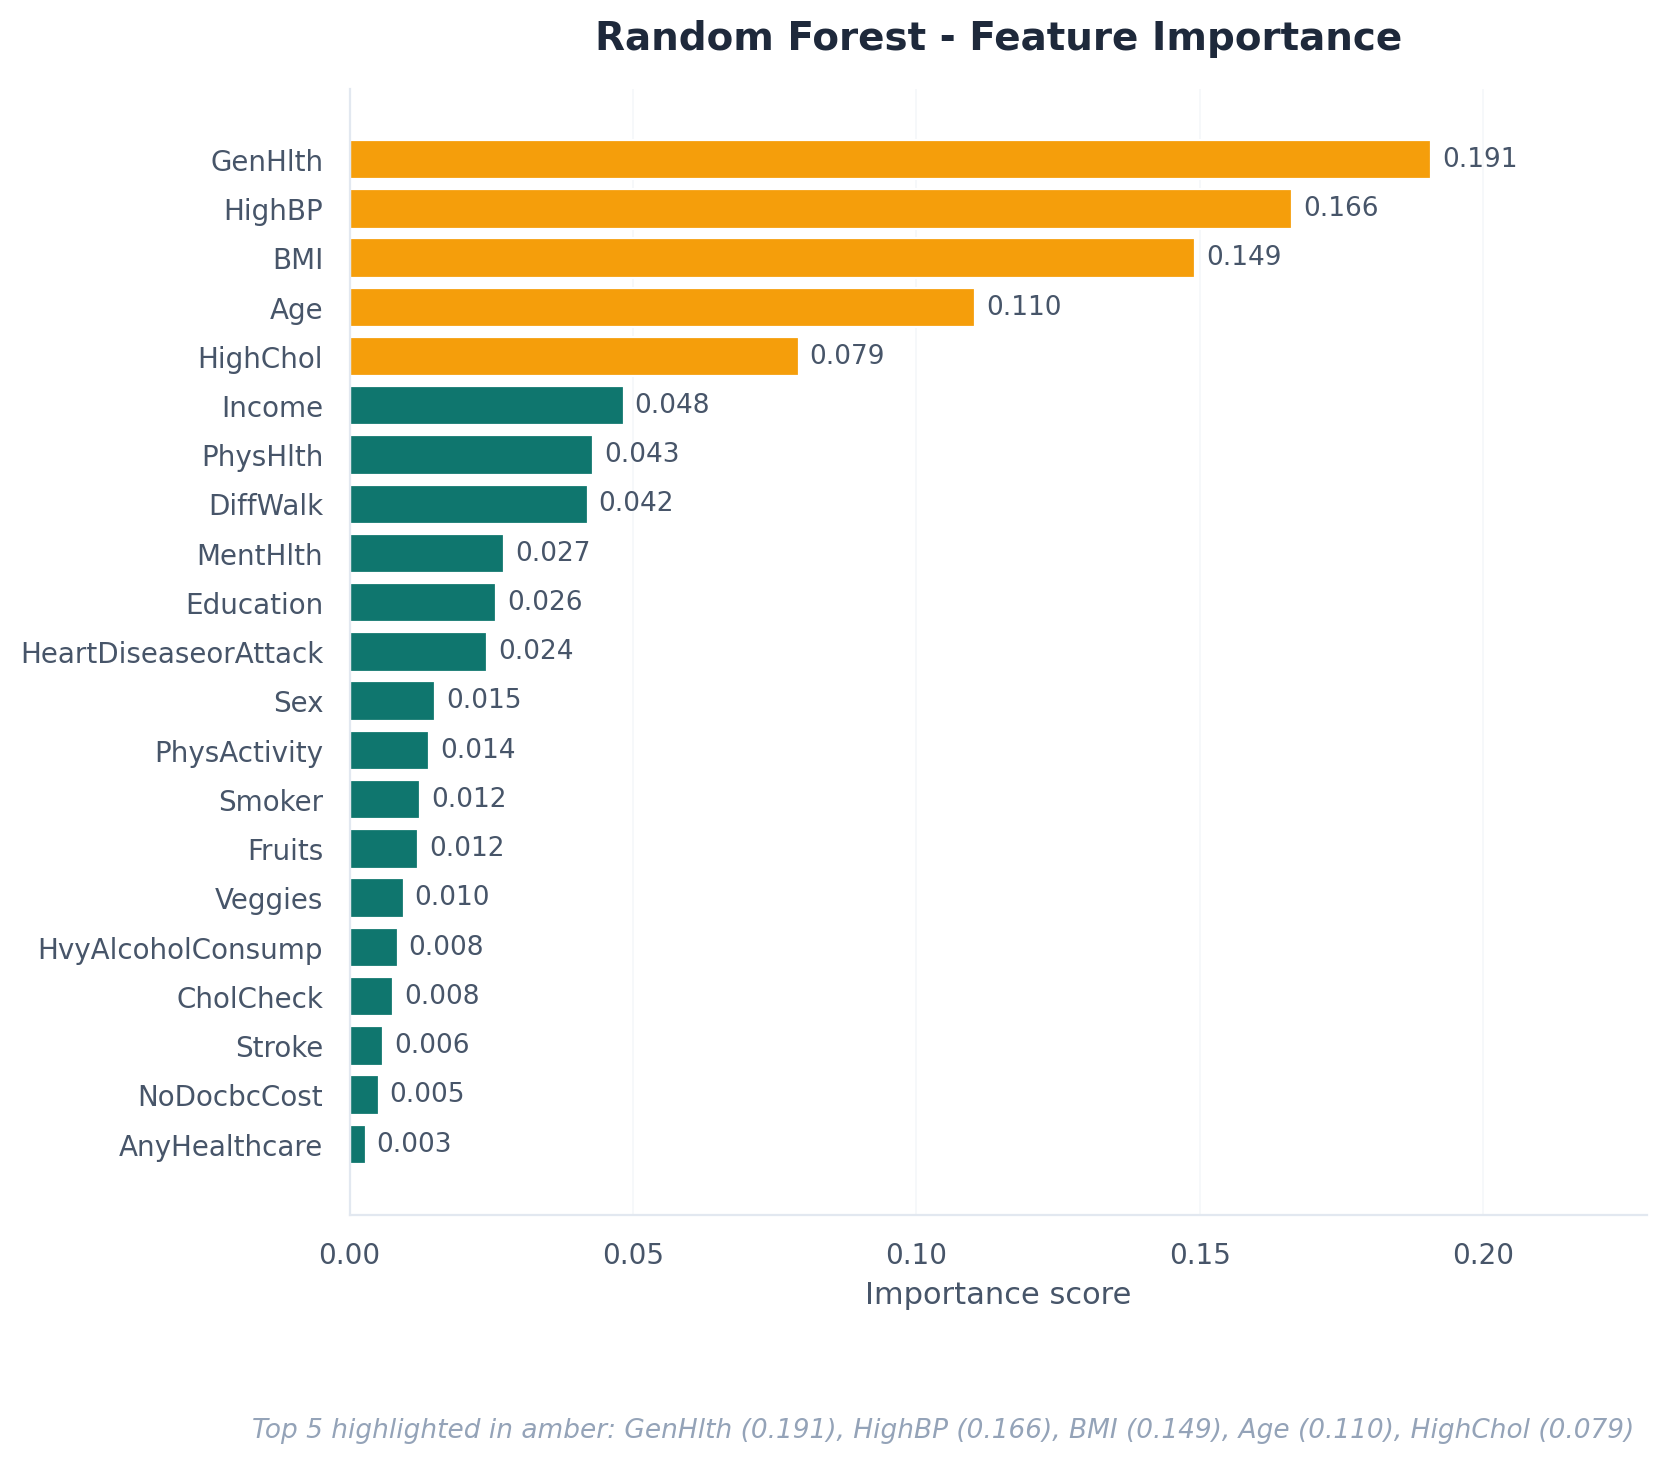 Random Forest - Feature Importance
GenHlth 0.191
HighBP 0.166
BMI 0.149
Age 0.110
HighChol 0.079
Income 0.048
PhysHlth 0.043
DiffWalk 0.042
MentHlth 0.027
Education 0.026
HeartDiseaseorAttack 0.024
Sex 0.015
PhysActivity 0.014
Smoker 0.012
Fruits 0.012
Veggies 0.010
HvyAlcoholConsump 0.008
CholCheck 0.008
Stroke 0.006
NoDocbcCost 0.005
AnyHealthcare 0.003
0.00 0.05 0.10 0.15 0.20
Importance score
Top 5 highlighted in amber: GenHlth (0.191), HighBP (0.166), BMI (0.149), Age (0.110), HighChol (0.079)